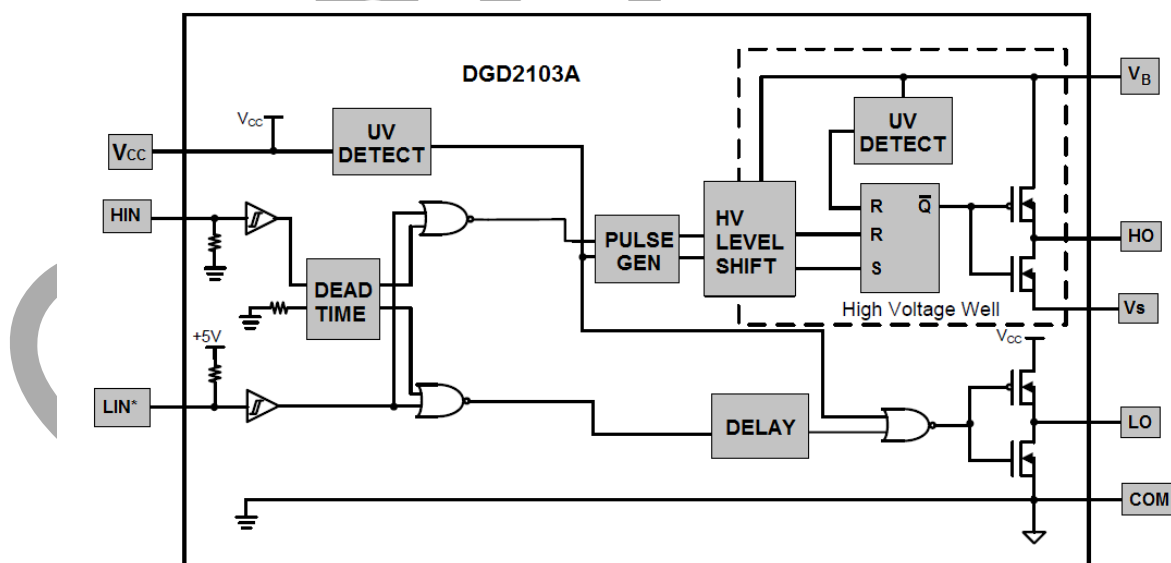 DGD2103A
VB
UV
DETECT
VCC
UV
DETECT
VCC
HIN
R
Q
R
S
HV
LEVEL
SHIFT
PULSE
GEN
HO
DEAD
TIME
High Voltage Well
Vs
+5V
VCC
LIN*
DELAY
LO
COM